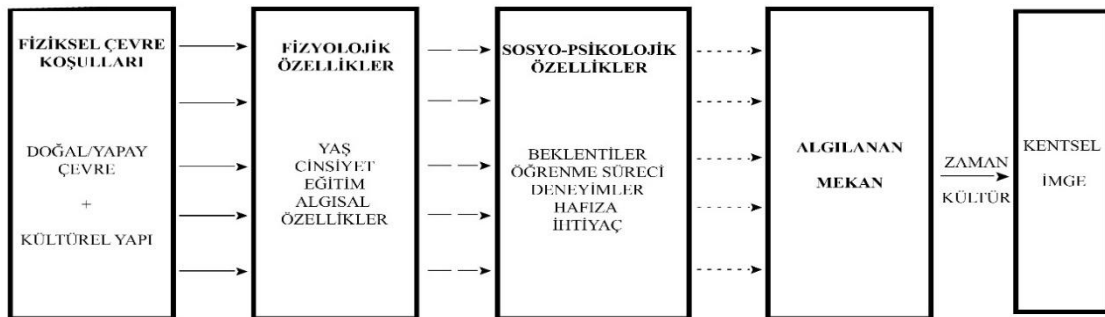 FİZİKSEL ÇEVRE
KOŞULLARI
DOĞAL/YAPAY
ÇEVRE
+
KÜLTÜREL YAPI
FİZYOLOJİK
ÖZELLİKLER
YAŞ
CİNSİYET
EĞİTİM
ALGISAL
ÖZELLİKLER
SOSYO-PSİKOLOJİK
ÖZELLİKLER
BEKLENTİLER
ÖĞRENME SÜRECİ
DENEYİMLER
HAFIZA
İHTİYAÇ
ALGILANAN
MEKAN
ZAMAN
KÜLTÜR
KENTSEL
İMGE